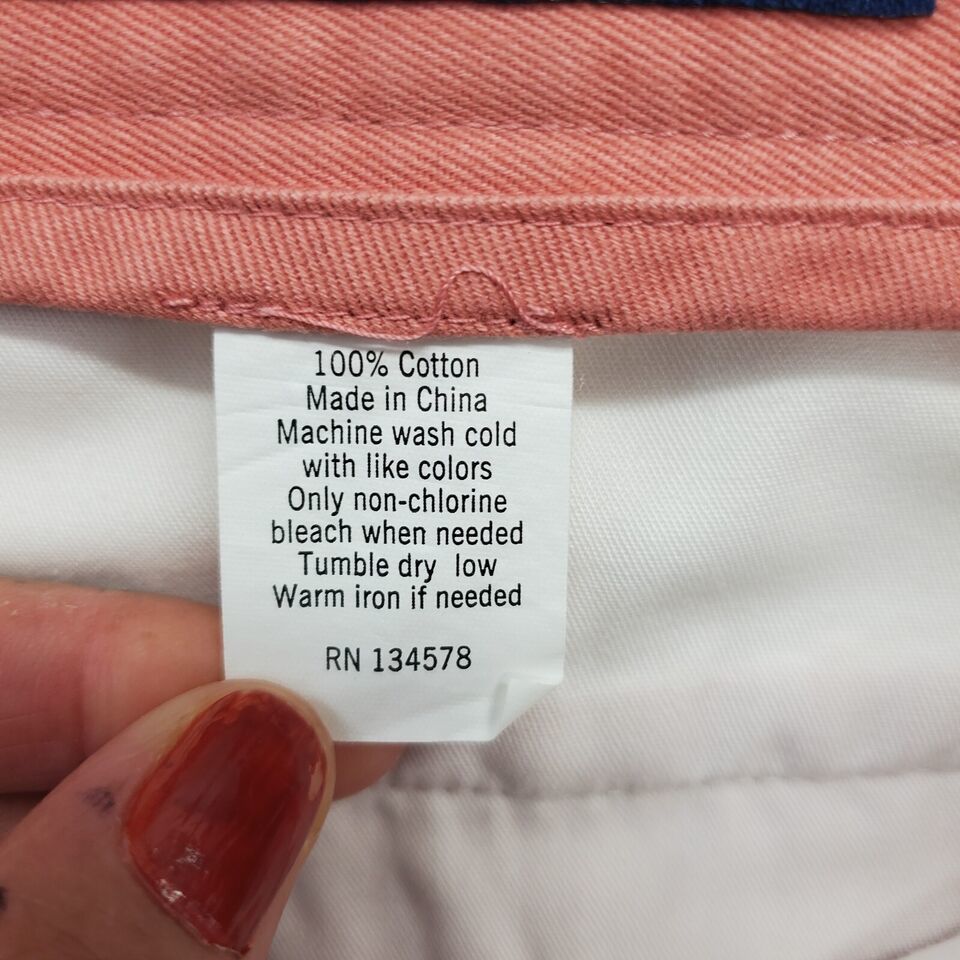 100% Cotton
Made in China
Machine wash cold
with like colors
Only non-chlorine
bleach when needed
Tumble dry low
Warm iron if needed
RN 134578